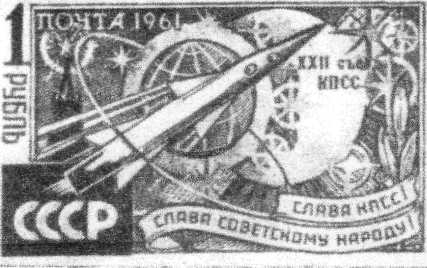 1 РУБЛЬ
ПОЧТА 1961
XXII съезд
КПСС
СЛАВА КПСС!
СЛАВА СОВЕТСКОМУ НАРОДУ!
СССР